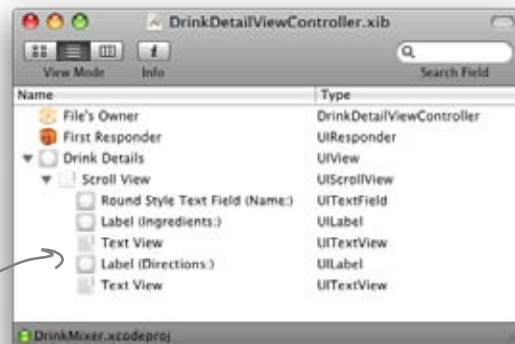 DrinkDetailViewController.xib
View Mode
Info
Search Field
Name Type
File's Owner DrinkDetailViewController
First Responder UIResponder
Drink Details UIView
Scroll View UIScrollView
Round Style Text Field (Name:) UITextField
Label (Ingredients:) UILabel
Text View UITextView
Label (Directions:) UILabel
Text View UITextView
DrinkMixer.xcodeproj